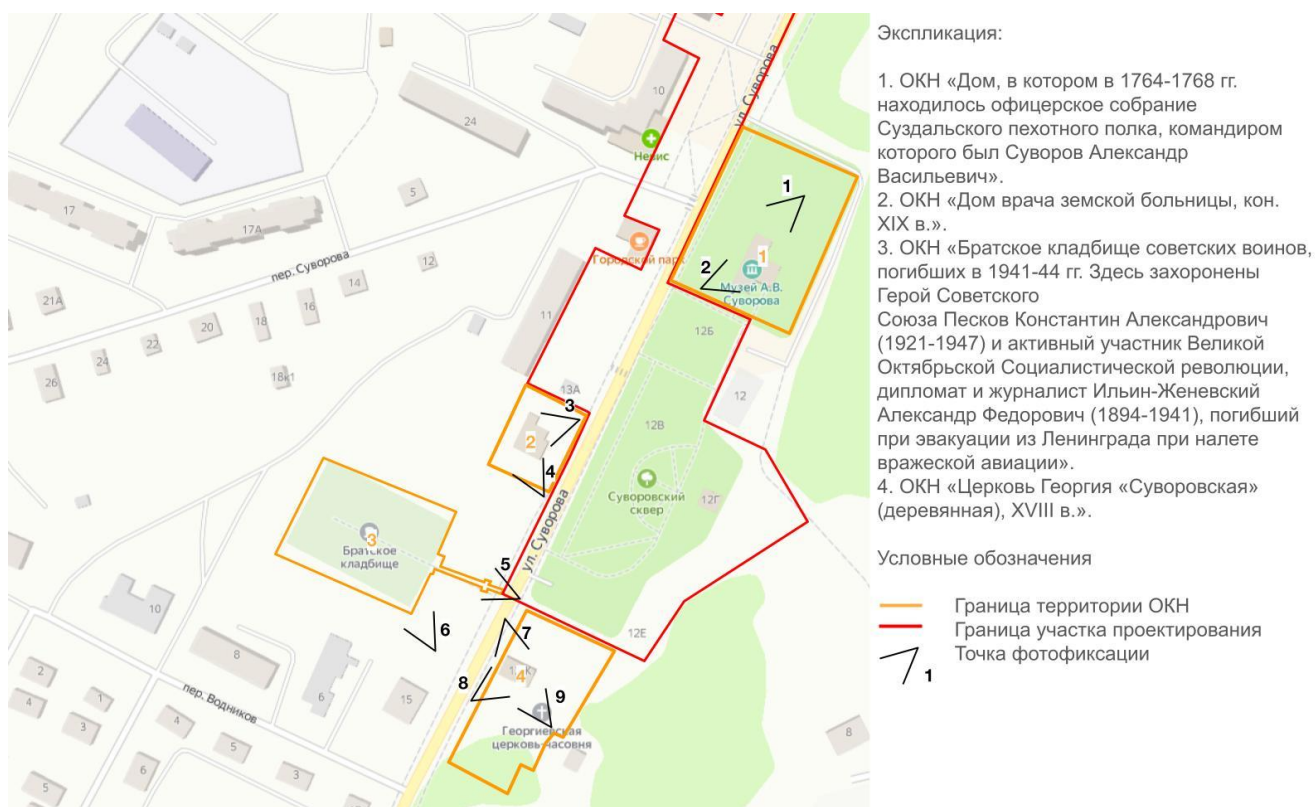 ул. Суворова
10
24
Невис
5
1
17
17А
Городской парк
1
2
Музей А.В.
Суворова
пер. Суворова
12
14
21А
16
18
20
22
24
26
18к1
11
12Б
13А
12
3
2
12В
4
Суворовский
сквер
12Г
ул. Суворова
3
Братское
кладбище
5
10
6
7
12Е
8
2
6
4
1
3
пер. Водников
15
8
4
9
Георгиевская
церковь-часовня
4
5
3
6
5
8
Экспликация:
1. ОКН «Дом, в котором в 1764-1768 гг.
находилось офицерское собрание
Суздальского пехотного полка, командиром
которого был Суворов Александр
Васильевич».
2. ОКН «Дом врача земской больницы, кон.
XIX в.».
3. ОКН «Братское кладбище советских воинов,
погибших в 1941-44 гг. Здесь захоронены
Герой Советского
Союза Песков Константин Александрович
(1921-1947) и активный участник Великой
Октябрьской Социалистической революции,
дипломат и журналист Ильин-Женевский
Александр Федорович (1894-1941), погибший
при эвакуации из Ленинграда при налете
вражеской авиации».
4. ОКН «Церковь Георгия «Суворовская»
(деревянная), XVIII в.».
Условные обозначения
Граница территории ОКН
Граница участка проектирования
Точка фотофиксации
1